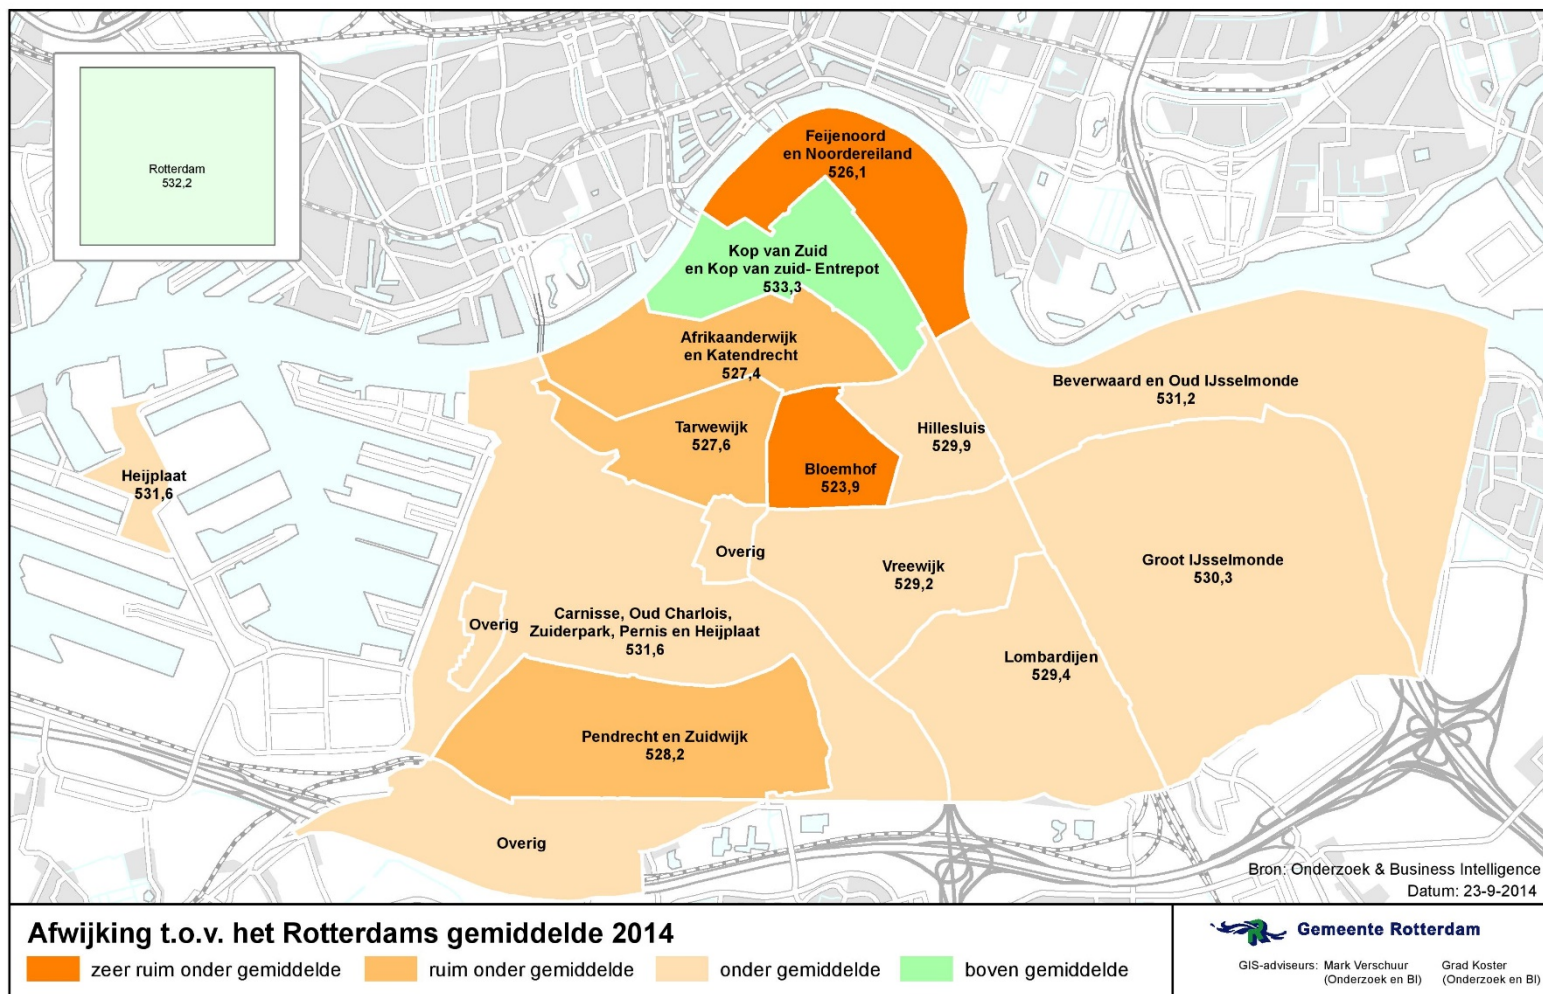 Rotterdam
532,2
Feijenoord
en Noordereiland
526,1
Kop van Zuid
en Kop van zuid- Entrepot
533,3
Afrikaanderwijk
en Katendrecht
527,4
Beverwaard en Oud IJsselmonde
531,2
Tarwewijk
527,6
Hillesluis
529,9
Bloemhof
523,9
Heijplaat
531,6
Overig
Vreewijk
529,2
Groot IJsselmonde
530,3
Overig
Carnisse, Oud Charlois,
Zuiderpark, Pernis en Heijplaat
531,6
Lombardijen
529,4
Pendrecht en Zuidwijk
528,2
Overig
Bron: Onderzoek & Business Intelligence
Datum: 23-9-2014
Afwijking t.o.v. het Rotterdams gemiddelde 2014
zeer ruim onder gemiddelde
ruim onder gemiddelde
onder gemiddelde
boven gemiddelde
Gemeente Rotterdam
GIS-adviseurs: Mark Verschuur Grad Koster
(Onderzoek en BI) (Onderzoek en BI)